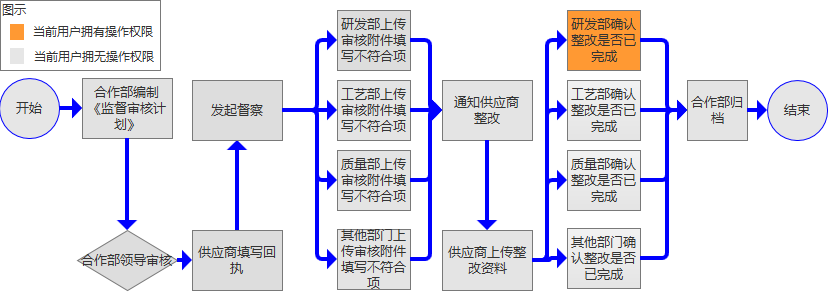 图示
当前用户拥有操作权限
当前用户拥无操作权限
开始
合作部编制
《监督审核计
划》
合作部领导审核
供应商填写回
执
发起督察
研发部上传
审核附件填
写不符合项
工艺部上传
审核附件填
写不符合项
质量部上传
审核附件填
写不符合项
其他部门上
传审核附件
填写不符合
项
通知供应商
整改
供应商上传整
改资料
研发部确认
整改是否已
完成
工艺部确认
整改是否已
完成
质量部确认
整改是否已
完成
其他部门确
认整改是否
已完成
合作部归
档
结束